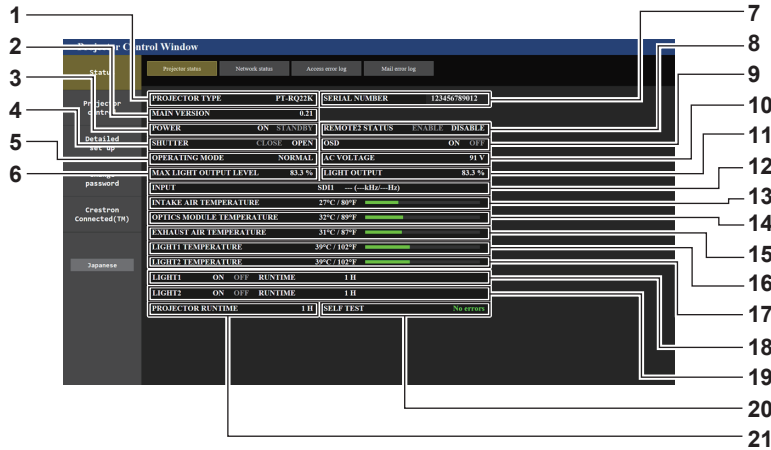 1
2
3
4
5
6
7
8
9
10
11
12
13
14
15
16
17
18
19
20
21
Projector Control Window
Status
Projector control
Detailed set up
Change password
Crestron Connected(TM)
Japanese
Projector status Network status Access error log Mail error log
PROJECTOR TYPE PT-RQ22K SERIAL NUMBER 123456789012
MAIN VERSION 0.21
POWER ON STANDBY REMOTE2 STATUS ENABLE DISABLE
SHUTTER CLOSE OPEN OSD ON OFF
OPERATING MODE NORMAL AC VOLTAGE 91 V
MAX LIGHT OUTPUT LEVEL 83.3 % LIGHT OUTPUT 83.3 %
INPUT SDI1 --- (---kHz/---Hz)
INTAKE AIR TEMPERATURE 27°C / 80°F
OPTICS MODULE TEMPERATURE 32°C / 89°F
EXHAUST AIR TEMPERATURE 31°C / 87°F
LIGHT1 TEMPERATURE 39°C / 102°F
LIGHT2 TEMPERATURE 39°C / 102°F
LIGHT1 ON OFF RUNTIME 1 H
LIGHT2 ON OFF RUNTIME 1 H
PROJECTOR RUNTIME 1 H SELF TEST No errors